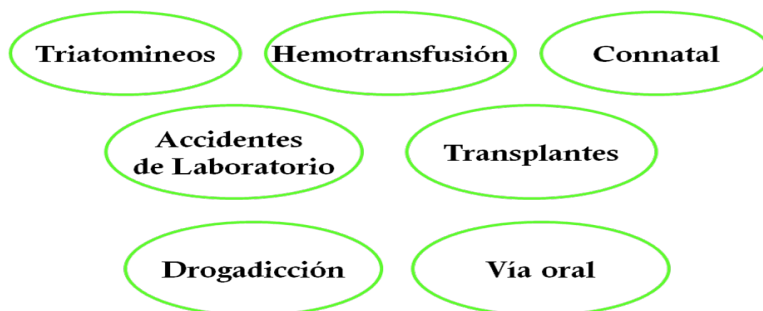 Triatomineos
Hemotransfusión
Connatal
Accidentes
de Laboratorio
Transplantes
Drogadicción
Vía oral